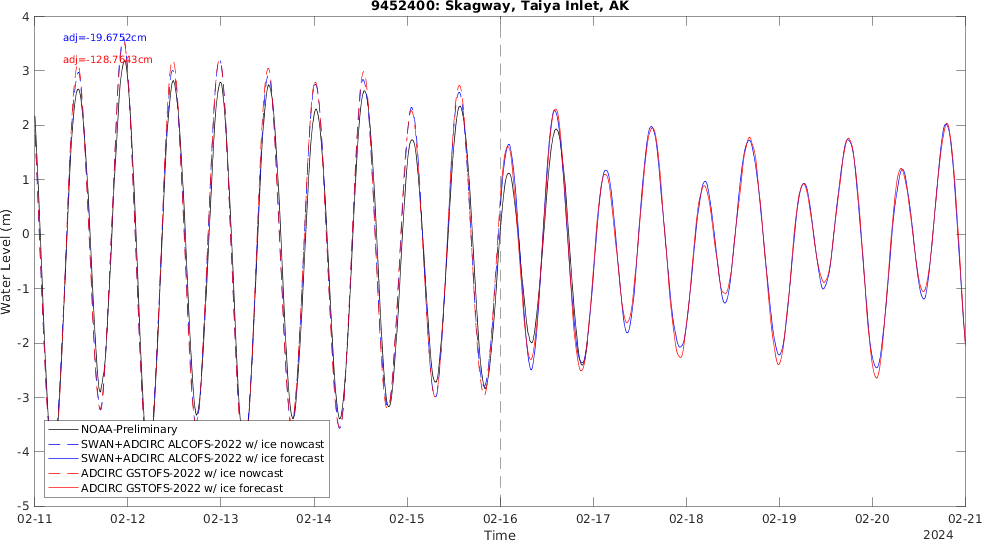 9452400: Skagway, Taiya Inlet, AK
adj=-19.6752cm
adj=-128.7643cm
Water Level (m)
4
3
2
1
0
-1
-2
-3
-4
-5
NOAA-Preliminary
SWAN+ADCIRC ALCOFS-2022 w/ ice nowcast
SWAN+ADCIRC ALCOFS-2022 w/ ice forecast
ADCIRC GSTOFS-2022 w/ ice nowcast
ADCIRC GSTOFS-2022 w/ ice forecast
02-11 02-12 02-13 02-14 02-15 02-16 02-17 02-18 02-19 02-20 02-21
Time
2024